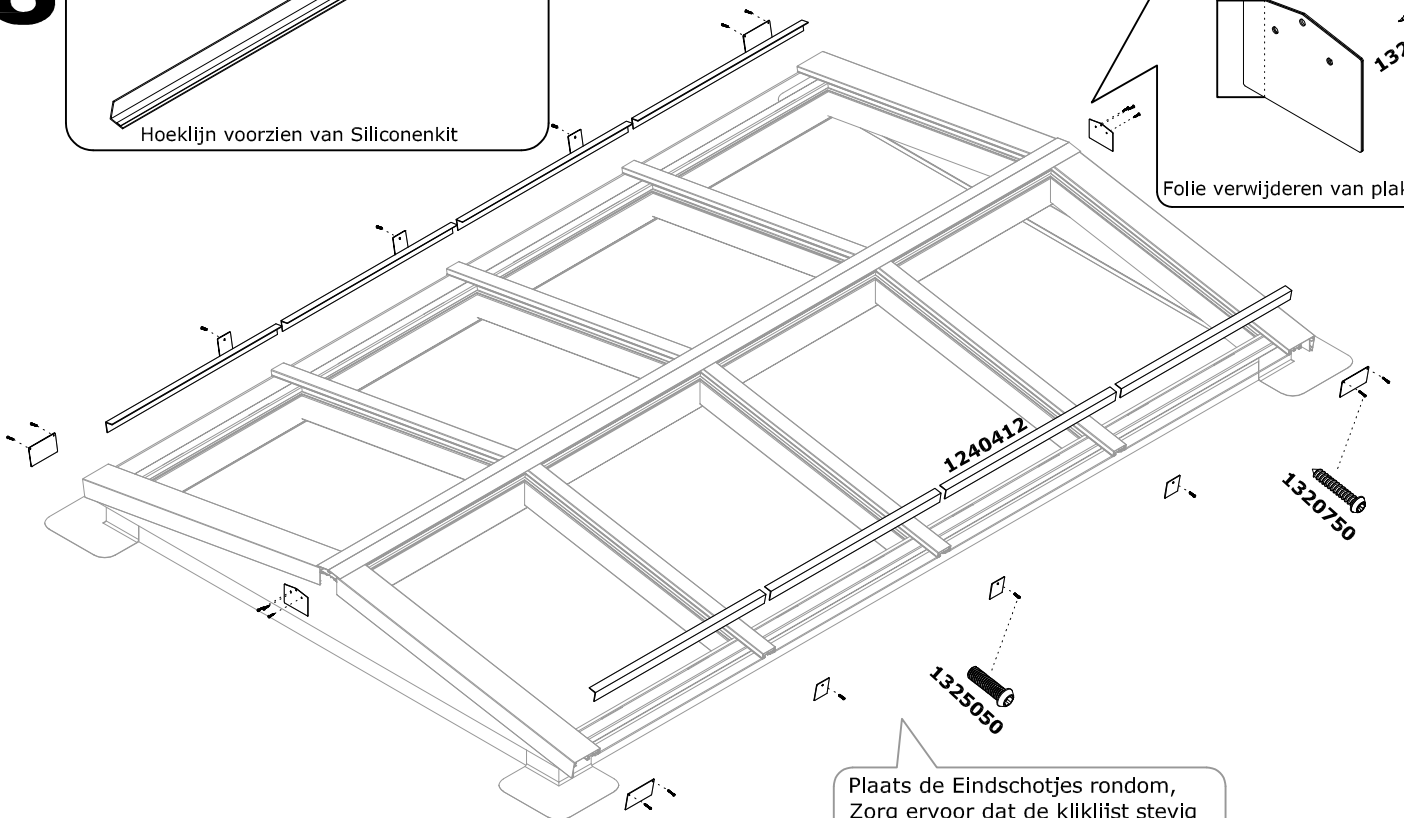 Hoeklijn voorzien van Siliconenkit
Folie verwijderen van
1240412
1320750
1325050
Plaats de Eindschotjes rondom,
Zorg ervoor dat de kliklijst stevig